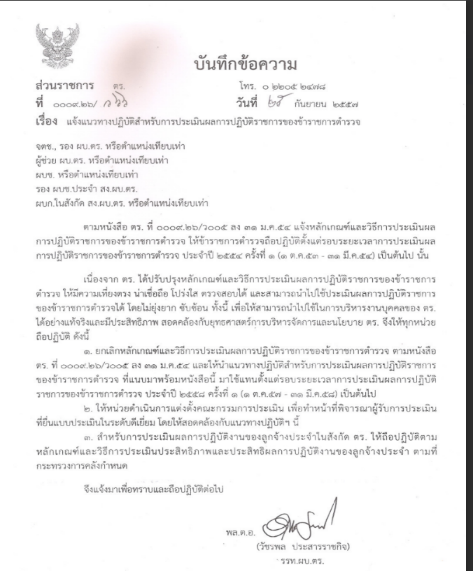 บันทึกข้อความ
ส่วนราชการ ตร. โทร. ๐ ๒๒๐๕ ๒๔๗๘
ที่ ๐๐๐๙.๒๖/ วันที่ ๒๕ กันยายน ๒๕๕๗
เรื่อง แจ้งแนวทางปฏิบัติสำหรับการประเมินผลการปฏิบัติราชการของข้าราชการตำรวจ
จตช., รอง ผบ.ตร. หรือตำแหน่งเทียบเท่า
ผู้ช่วย ผบ.ตร. หรือตำแหน่งเทียบเท่า
ผบช. หรือตำแหน่งเทียบเท่า
รอง ผบช.ประจำ สง.ผบ.ตร.
ผบก.ในสังกัด สง.ผบ.ตร. หรือตำแหน่งเทียบเท่า
ตามหนังสือ ตร. ที่ ๐๐๐๙.๒๖/๖๐๐๕ ลง ๓๑ ม.ค.๕๔ แจ้งหลักเกณฑ์และวิธีการประเมินผล
การปฏิบัติราชการของข้าราชการตำรวจ ให้ข้าราชการตำรวจถือปฏิบัติตั้งแต่รอบระยะเวลาการประเมินผล
การปฏิบัติราชการของข้าราชการตำรวจ ประจำปี ๒๕๕๔ ครั้งที่ ๑ (๑ ต.ค.๕๓ - ๓๑ มี.ค.๕๔) เป็นต้นไป นั้น
เนื่องจาก ตร. ได้ปรับปรุงหลักเกณฑ์และวิธีการประเมินผลการปฏิบัติราชการของข้าราชการ
ตำรวจ ให้มีความเที่ยงตรง น่าเชื่อถือ โปร่งใส ตรวจสอบได้ และสามารถนำไปใช้ประเมินผลการปฏิบัติราชการ
ของข้าราชการตำรวจได้ โดยไม่ยุ่งยาก ซับซ้อน ทั้งนี้ เพื่อให้สามารถนำไปใช้ในการบริหารงานบุคคลของ ตร.
ได้อย่างแท้จริงและมีประสิทธิภาพ สอดคล้องกับยุทธศาสตร์การบริหารจัดการและนโยบาย ตร. จึงให้ทุกหน่วย
ถือปฏิบัติ ดังนี้
๑. ยกเลิกหลักเกณฑ์และวิธีการประเมินผลการปฏิบัติราชการของข้าราชการตำรวจ ตามหนังสือ
ตร. ที่ ๐๐๐๙.๒๖/๖๐๐๕ ลง ๓๑ ม.ค.๕๔ และให้นำแนวทางปฏิบัติสำหรับการประเมินผลการปฏิบัติราชการ
ของข้าราชการตำรวจ ที่แนบมาพร้อมหนังสือนี้ มาใช้แทนตั้งแต่รอบระยะเวลาการประเมินผลการปฏิบัติ
ราชการของข้าราชการตำรวจ ประจำปี ๒๕๕๘ ครั้งที่ ๑ (๑ ต.ค.๕๗ - ๓๑ มี.ค.๕๘) เป็นต้นไป
๒. ให้หน่วยดำเนินการแต่งตั้งคณะกรรมการประเมิน เพื่อทำหน้าที่พิจารณาผู้รับการประเมิน
ที่ยื่นแบบประเมินในระดับดีเยี่ยม โดยให้สอดคล้องกับแนวทางปฏิบัติฯ นี้
๓. สำหรับการประเมินผลการปฏิบัติงานของลูกจ้างประจำในสังกัด ตร. ให้ถือปฏิบัติตาม
หลักเกณฑ์และวิธีการประเมินประสิทธิภาพและประสิทธิผลการปฏิบัติงานของลูกจ้างประจำ ตามที่
กระทรวงการคลังกำหนด
จึงแจ้งมาเพื่อทราบและถือปฏิบัติต่อไป
พล.ต.อ.
(วัชรพล ประสารราชกิจ)
รรท.ผบ.ตร.